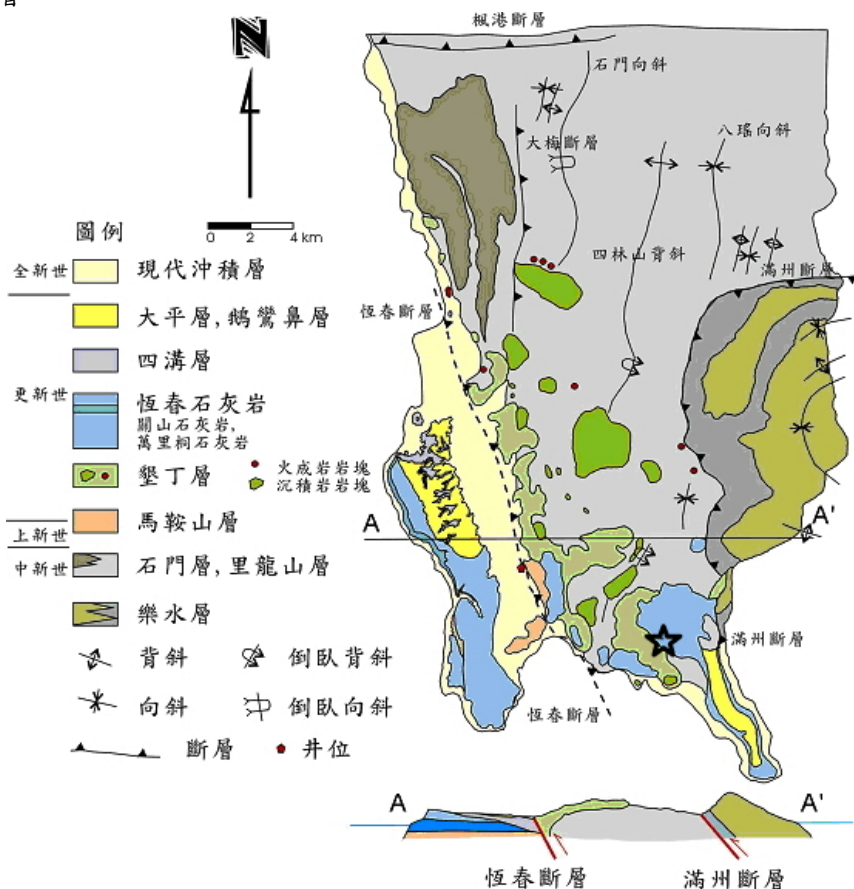 楓港斷層
N
石門向斜
大梅斷層
八瑤向斜
四林山背斜
滿州斷層
恆春斷層
0 2 4 km
圖例
全新世
現代沖積層
大平層,鵝鸞鼻層
四溝層
更新世
恆春石灰岩
關山石灰岩,
萬里桐石灰岩
墾丁層
火成岩岩塊
沉積岩岩塊
上新世
馬鞍山層
中新世
石門層,里龍山層
樂水層
背斜
倒臥背斜
向斜
倒臥向斜
斷層
井位
A
A'
滿州斷層
恆春斷層
A
A'
恆春斷層
滿州斷層